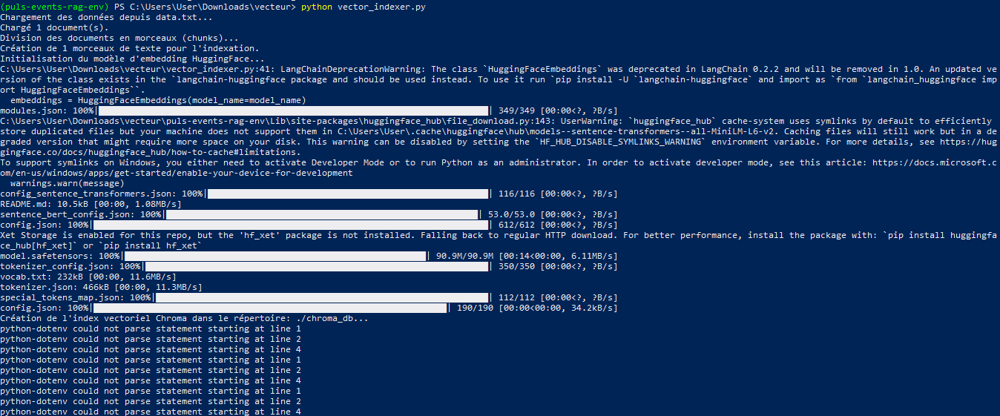 (puls-events-rag-env) PS C:\Users\User\Downloads\vecteur> python vector_indexer.py
Chargement des données depuis data.txt...
Chargé 1 document(s).
Division des documents en morceaux (chunks)...
Création de 1 morceaux de texte pour l'indexation.
Initialisation du modèle d'embedding HuggingFace...
C:\Users\User\Downloads\vecteur\vector_indexer.py:41: LangChainDeprecationWarning: The class `HuggingFaceEmbeddings` was deprecated in LangChain 0.2.2 and will be removed in 1.0. An updated ve
rsion of the class exists in the `langchain-huggingface package and should be used instead. To use it run `pip install -U `langchain-huggingface` and import as `from `langchain_huggingface imp
ort HuggingFaceEmbeddings``.
  embeddings = HuggingFaceEmbeddings(model_name=model_name)
modules.json: 100%| | 349/349 [00:00<?, ?B/s]
C:\Users\User\Downloads\vecteur\puls-events-rag-env\Lib\site-packages\huggingface_hub\file_download.py:143: UserWarning: `huggingface_hub` cache-system uses symlinks by default to efficiently
store duplicated files but your machine does not support them in C:\Users\User\.cache\huggingface\hub\models--sentence-transformers--all-MiniLM-L6-v2. Caching files will still work but in a de
graded version that might require more space on your disk. This warning can be disabled by setting the `HF_HUB_DISABLE_SYMLINKS_WARNING` environment variable. For more details, see https://hug
gingface.co/docs/huggingface_hub/how-to-cache#limitations.
To support symlinks on Windows, you either need to activate Developer Mode or to run Python as an administrator. In order to activate developer mode, see this article: https://docs.microsoft.c
om/en-us/windows/apps/get-started/enable-your-device-for-development
  warnings.warn(message)
config_sentence_transformers.json: 100%| | 116/116 [00:00<?, ?B/s]
README.md: 10.5kB [00:00, 1.08MB/s]
sentence_bert_config.json: 100%| | 53.0/53.0 [00:00<?, ?B/s]
config.json: 100%| | 612/612 [00:00<?, ?B/s]
Xet Storage is enabled for this repo, but the 'hf_xet' package is not installed. Falling back to regular HTTP download. For better performance, install the package with: `pip install huggingfa
ce_hub[hf_xet]` or `pip install hf_xet`
model.safetensors: 100%| | 90.9M/90.9M [00:14<00:00, 6.11MB/s]
tokenizer_config.json: 100%| | 350/350 [00:00<?, ?B/s]
vocab.txt: 232kB [00:00, 11.6MB/s]
tokenizer.json: 466kB [00:00, 11.3MB/s]
special_tokens_map.json: 100%| | 112/112 [00:00<?, ?B/s]
config.json: 100%| | 190/190 [00:00<00:00, 34.2kB/s]
Création de l'index vectoriel Chroma dans le répertoire: ./chroma_db...
python-dotenv could not parse statement starting at line 1
python-dotenv could not parse statement starting at line 2
python-dotenv could not parse statement starting at line 4
python-dotenv could not parse statement starting at line 1
python-dotenv could not parse statement starting at line 2
python-dotenv could not parse statement starting at line 4
python-dotenv could not parse statement starting at line 1
python-dotenv could not parse statement starting at line 2
python-dotenv could not parse statement starting at line 4